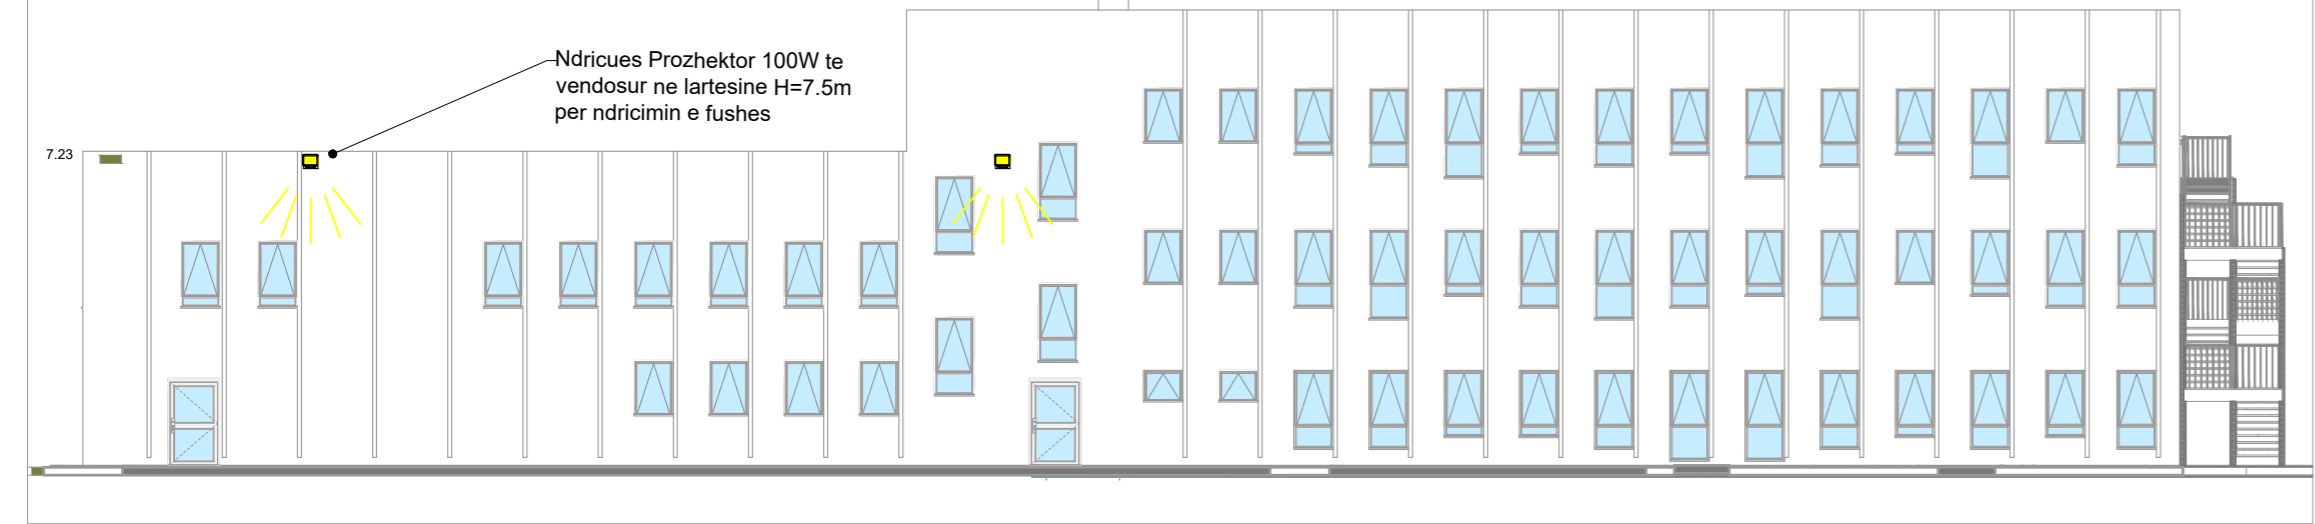 Ndricues Prozhektor 100W te
vendosur ne lartesine H=7.5m
per ndricimin e fushes
7.23